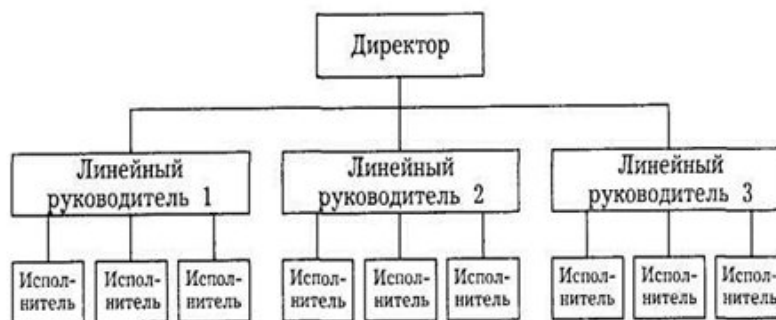 Директор
Линейный
руководитель 1
Линейный
руководитель 2
Линейный
руководитель 3
Испол-
нитель
Испол-
нитель
Испол-
нитель
Испол-
нитель
Испол-
нитель
Испол-
нитель
Испол-
нитель
Испол-
нитель
Испол-
нитель